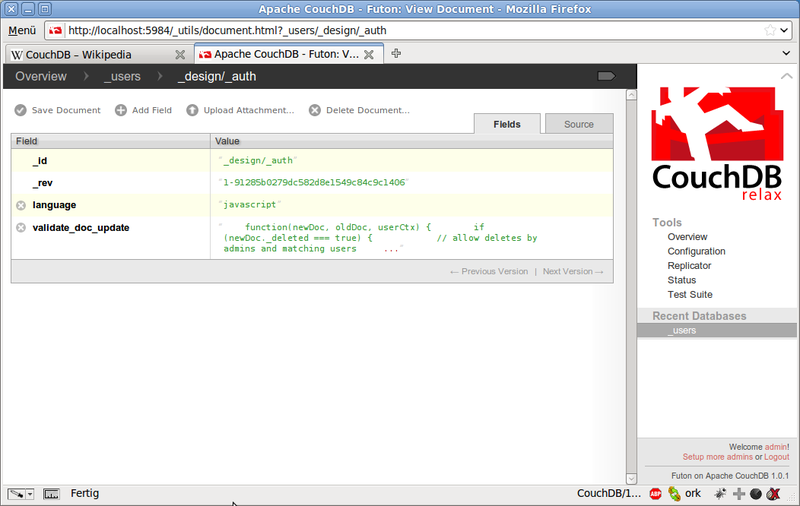 Apache CouchDB - Futon: View Document - Mozilla Firefox
Menü http://localhost:5984/_utils/document.html?_users/_design/_auth
W CouchDB – Wikipedia Apache CouchDB - Futon: V...
Overview _users _design/_auth
Save Document Add Field Upload Attachment... Delete Document...
Fields Source
Field Value
_id "_design/_auth"
_rev "1-91285b0279dc582d8e1549c84c9c1406"
language "javascript"
validate_doc_update " function(newDoc, oldDoc, userCtx) { if
(newDoc._deleted === true) { // allow deletes by
admins and matching users ..."
← Previous Version | Next Version →
CouchDB
relax
Tools
Overview
Configuration
Replicator
Status
Test Suite
Recent Databases
_users
Welcome admin!
Setup more admins or Logout
Futon on Apache CouchDB 1.0.1
Fertig CouchDB/1... ABP ork